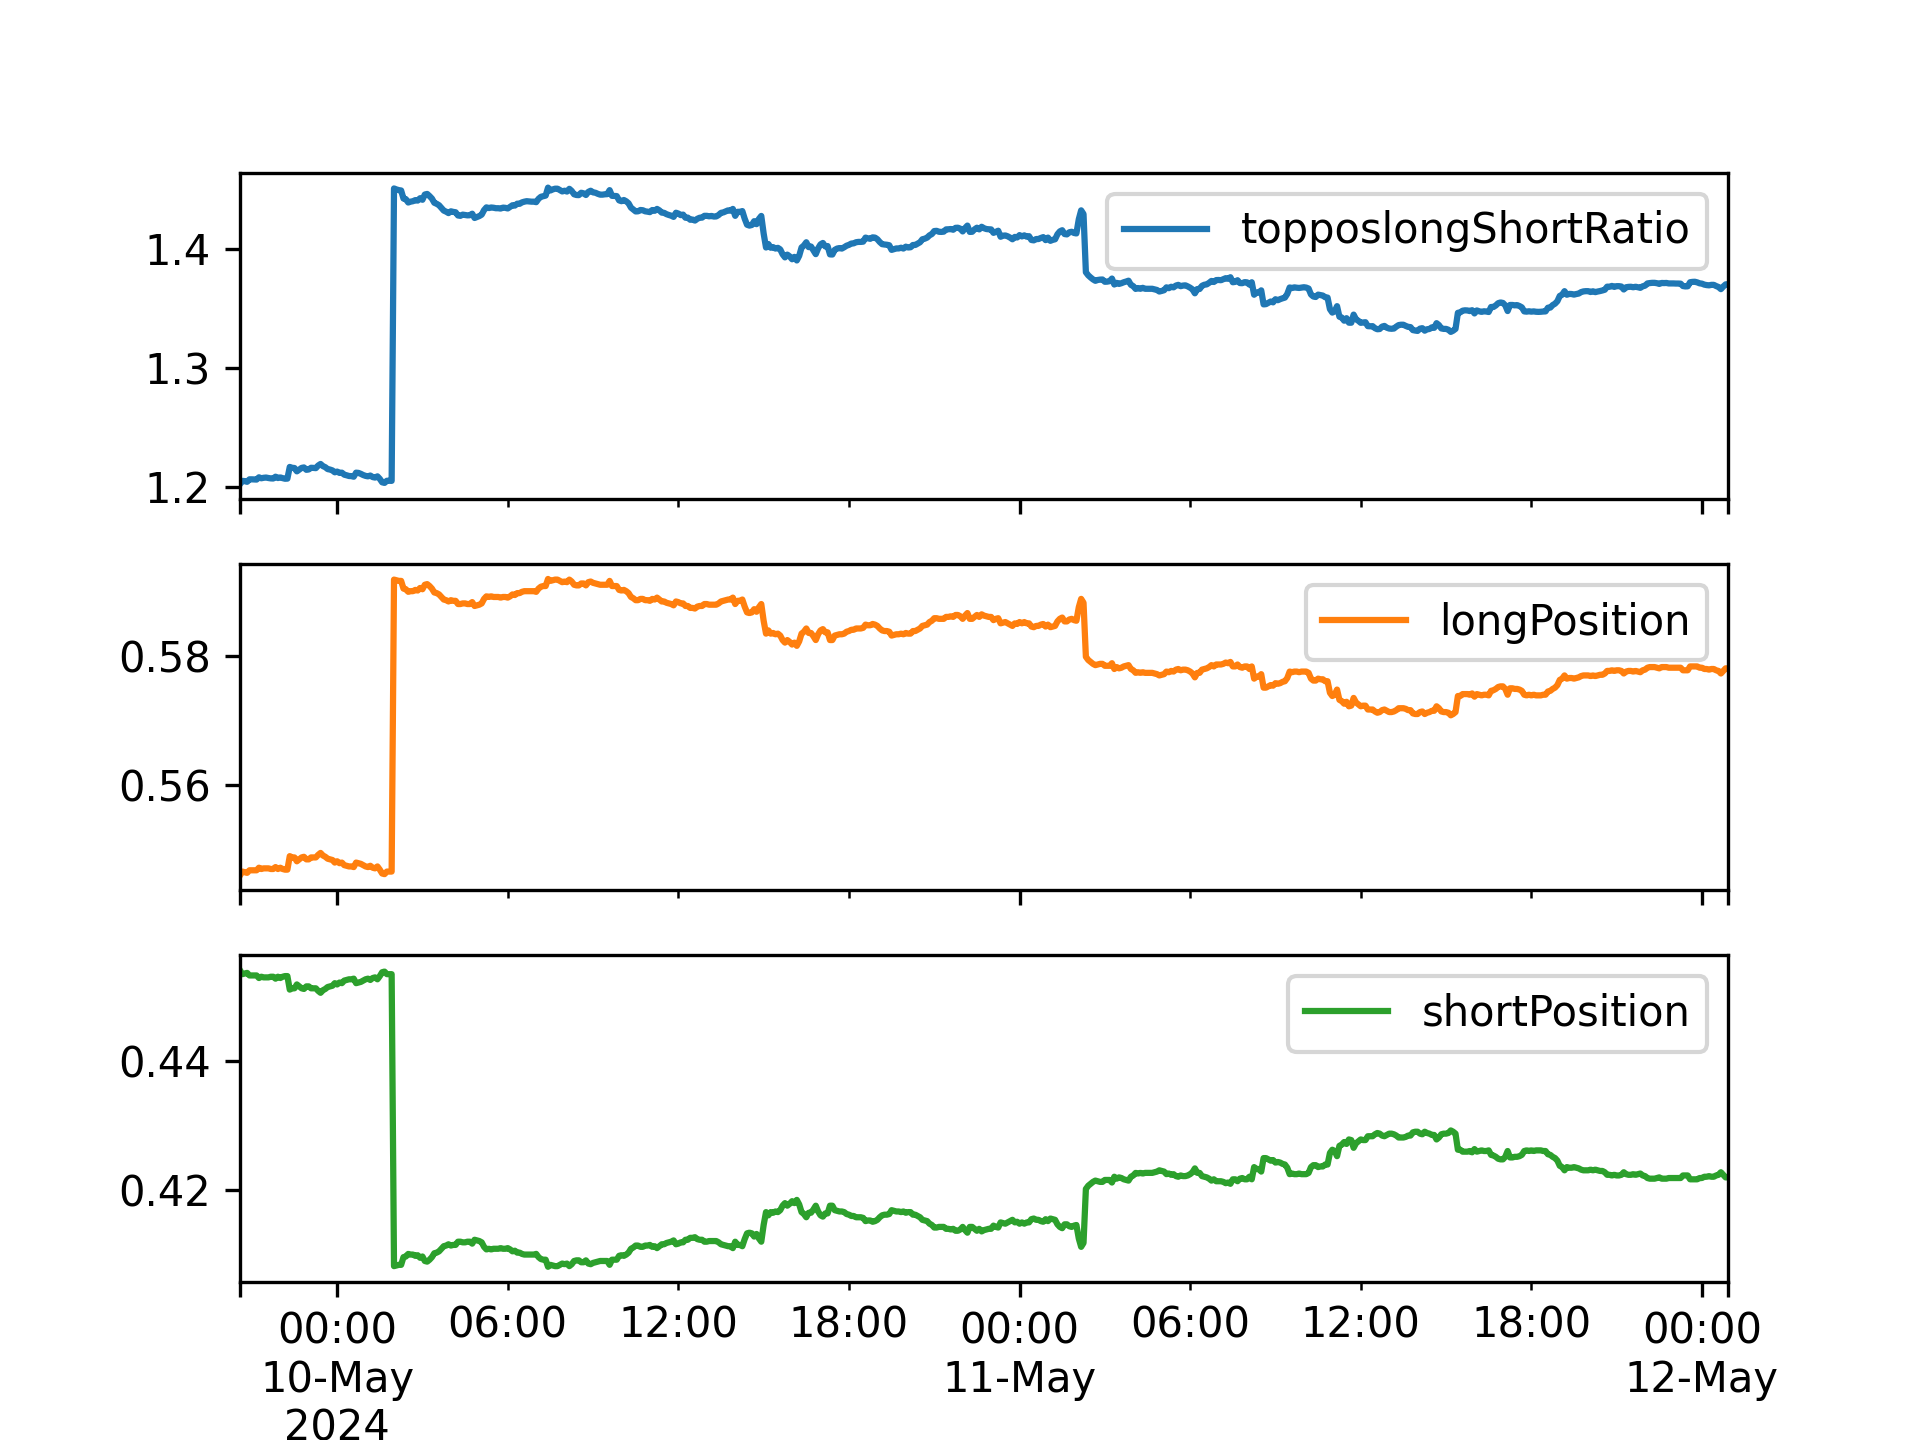 topposlongShortRatio
1.4
1.3
1.2
longPosition
0.58
0.56
shortPosition
0.44
0.42
00:00 06:00 12:00 18:00 00:00 06:00 12:00 18:00 00:00
10-May 11-May 12-May
2024